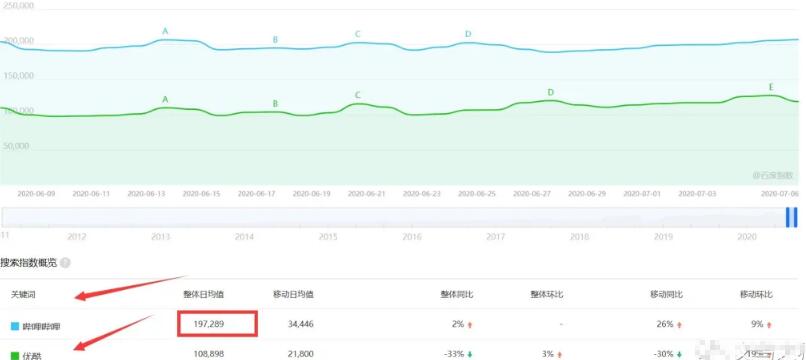 250,000
A B C D
200,000
150,000
A B C D E
100,000
50,000
@百度指数
2020-06-09 2020-06-11 2020-06-13 2020-06-15 2020-06-17 2020-06-19 2020-06-21 2020-06-23 2020-06-25 2020-06-27 2020-06-29 2020-07-01 2020-07-03 2020-07-06
11 2012 2013 2014 2015 2016 2017 2018 2019 2020
搜索指数概览 ?
关键词 整体日均值 移动日均值 整体同比 整体环比 移动同比 移动环比
哔哩哔哩 197,289 34,446 2% - 26% 9%
优酷 108,898 21,800 -33% 3% -30%